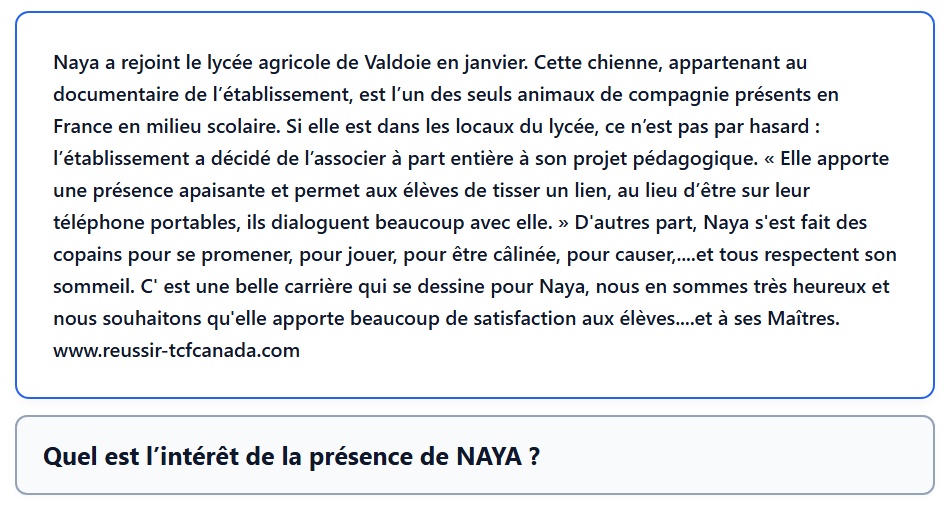 Naya a rejoint le lycée agricole de Valdoie en janvier. Cette chienne, appartenant au
documentaire de l’établissement, est l’un des seuls animaux de compagnie présents en
France en milieu scolaire. Si elle est dans les locaux du lycée, ce n’est pas par hasard :
l’établissement a décidé de l’associer à part entière à son projet pédagogique. « Elle apporte
une présence apaisante et permet aux élèves de tisser un lien, au lieu d’être sur leur
téléphone portables, ils dialoguent beaucoup avec elle. » D'autres part, Naya s'est fait des
copains pour se promener, pour jouer, pour être câlinée, pour causer,....et tous respectent son
sommeil. C' est une belle carrière qui se dessine pour Naya, nous en sommes très heureux et
nous souhaitons qu'elle apporte beaucoup de satisfaction aux élèves....et à ses Maîtres.
www.reussir-tcfcanada.com
Quel est l’intérêt de la présence de NAYA ?